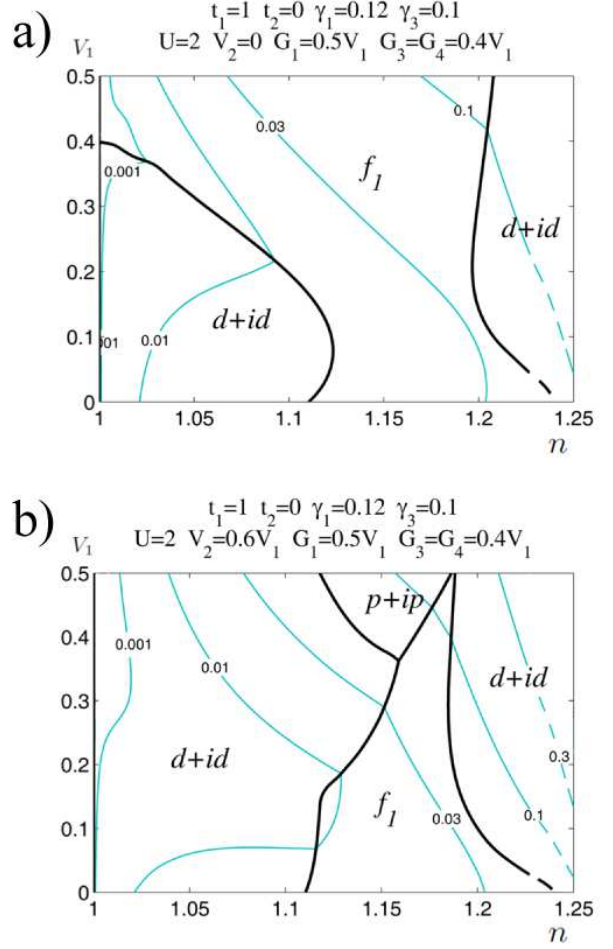 a)
t₁=1 t₂=0 γ₁=0.12 γ₃=0.1
U=2 V₂=0 G₁=0.5V₁ G₃=G₄=0.4V₁
V₁
0.5
0.4
0.3
0.2
0.1
0
0.001
01
0.01
0.03
0.1
d+id
f₁
d+id
1
1.05
1.1
1.15
1.2
1.25
n
b)
t₁=1 t₂=0 γ₁=0.12 γ₃=0.1
U=2 V₂=0.6V₁ G₁=0.5V₁ G₃=G₄=0.4V₁
V₁
0.5
0.4
0.3
0.2
0.1
0
p+ip
0.001
0.01
d+id
d+id
0.3
f₁
0.03
0.1
1
1.05
1.1
1.15
1.2
1.25
n